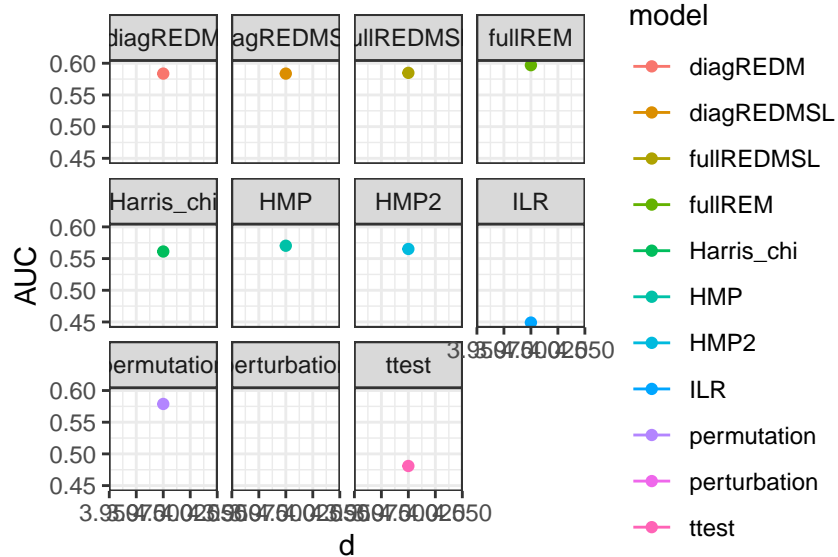 model
diagREDM
agREDMS
ullREDMS
fullREM
0.60
0.55
0.50
0.45
Harris_chi
HMP
HMP2
ILR
0.60
0.55
0.50
0.45
permutation
erturbation
ttest
0.60
0.55
0.50
0.45
AUC
d
diagREDM
diagREDMSL
fullREDMSL
fullREM
Harris_chi
HMP
HMP2
ILR
permutation
perturbation
ttest